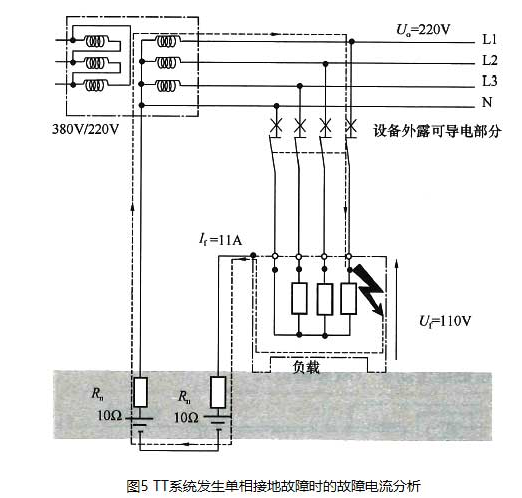 U₀=220V
L1
L2
L3
N
380V/220V
设备外露可导电部分
I_f=11A
U_f=110V
负载
R_n
10Ω
R_n
10Ω
图5 TT系统发生单相接地故障时的故障电流分析